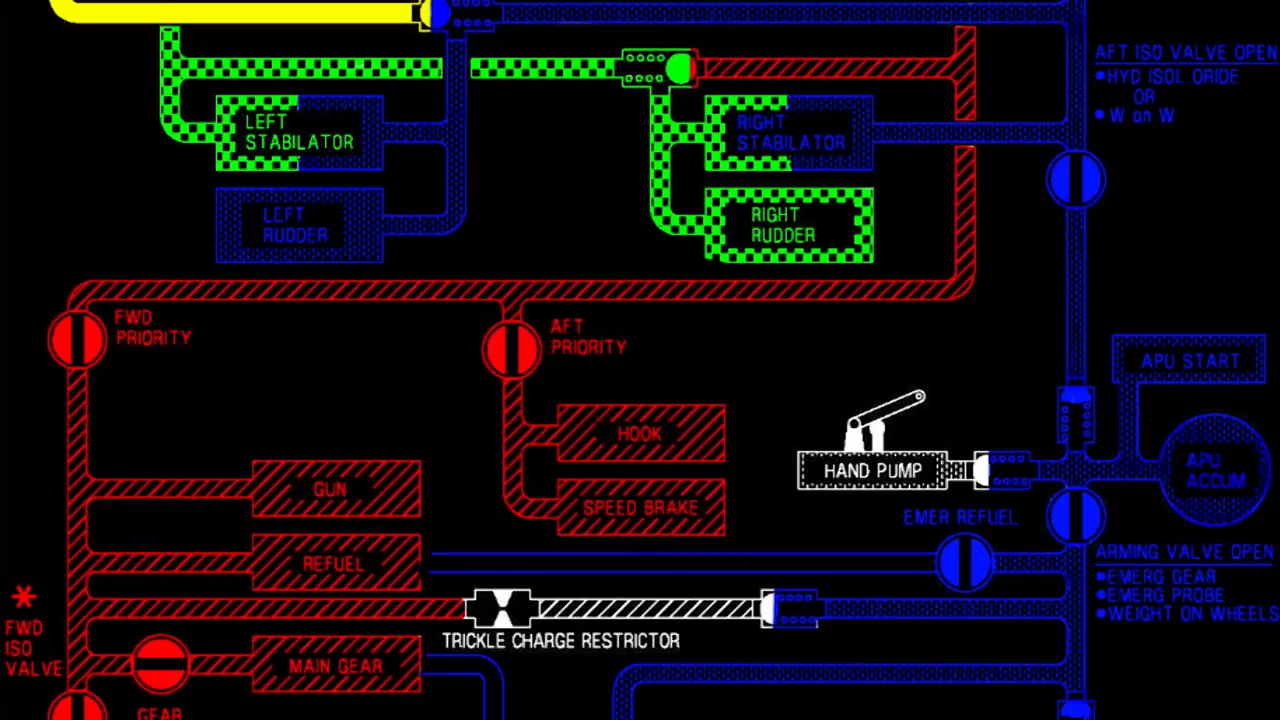 AFT ISO VALVE OPEN
•HYD ISOL ORIDE
OR
•W on W
LEFT
STABILATOR
RIGHT
STABILATOR
LEFT
RUDDER
RIGHT
RUDDER
FWD
PRIORITY
AFT
PRIORITY
APU START
HOOK
HAND PUMP
APU
ACCUM
GUN
SPEED BRAKE
EMER REFUEL
REFUEL
ARMING VALVE OPEN
•EMERG GEAR
•EMERG PROBE
•WEIGHT ON WHEELS
*
FWD
ISO
VALVE
TRICKLE CHARGE RESTRICTOR
MAIN GEAR
GEAR